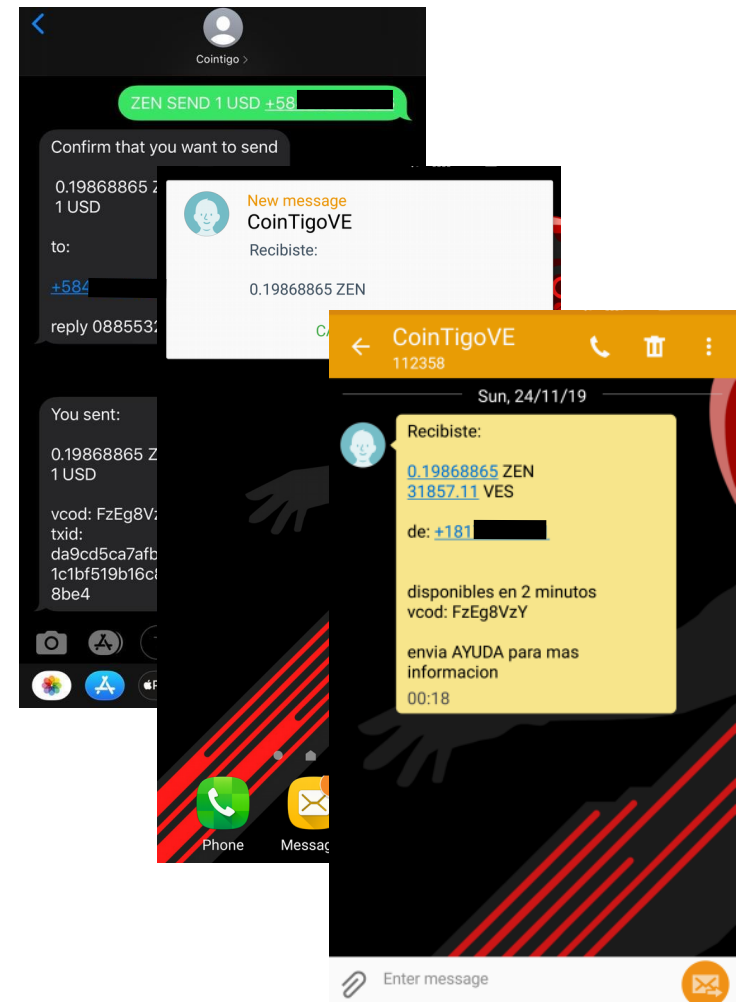 Cointigo >
ZEN SEND 1 USD +58
Confirm that you want to send
0.19868865
1 USD
to:
+584
reply 088553
You sent:
0.19868865 Z
1 USD
vcod: FzEg8Vz
txid:
da9cd5ca7afb
1c1bf519b16c8
8be4
New message
CoinTigoVE
Recibiste:
0.19868865 ZEN
Phone
CoinTigoVE
112358
Sun, 24/11/19
Recibiste:
0.19868865 ZEN
31857.11 VES
de: +181
disponibles en 2 minutos
vcod: FzEg8VzY
envia AYUDA para mas
informacion
00:18
Enter message